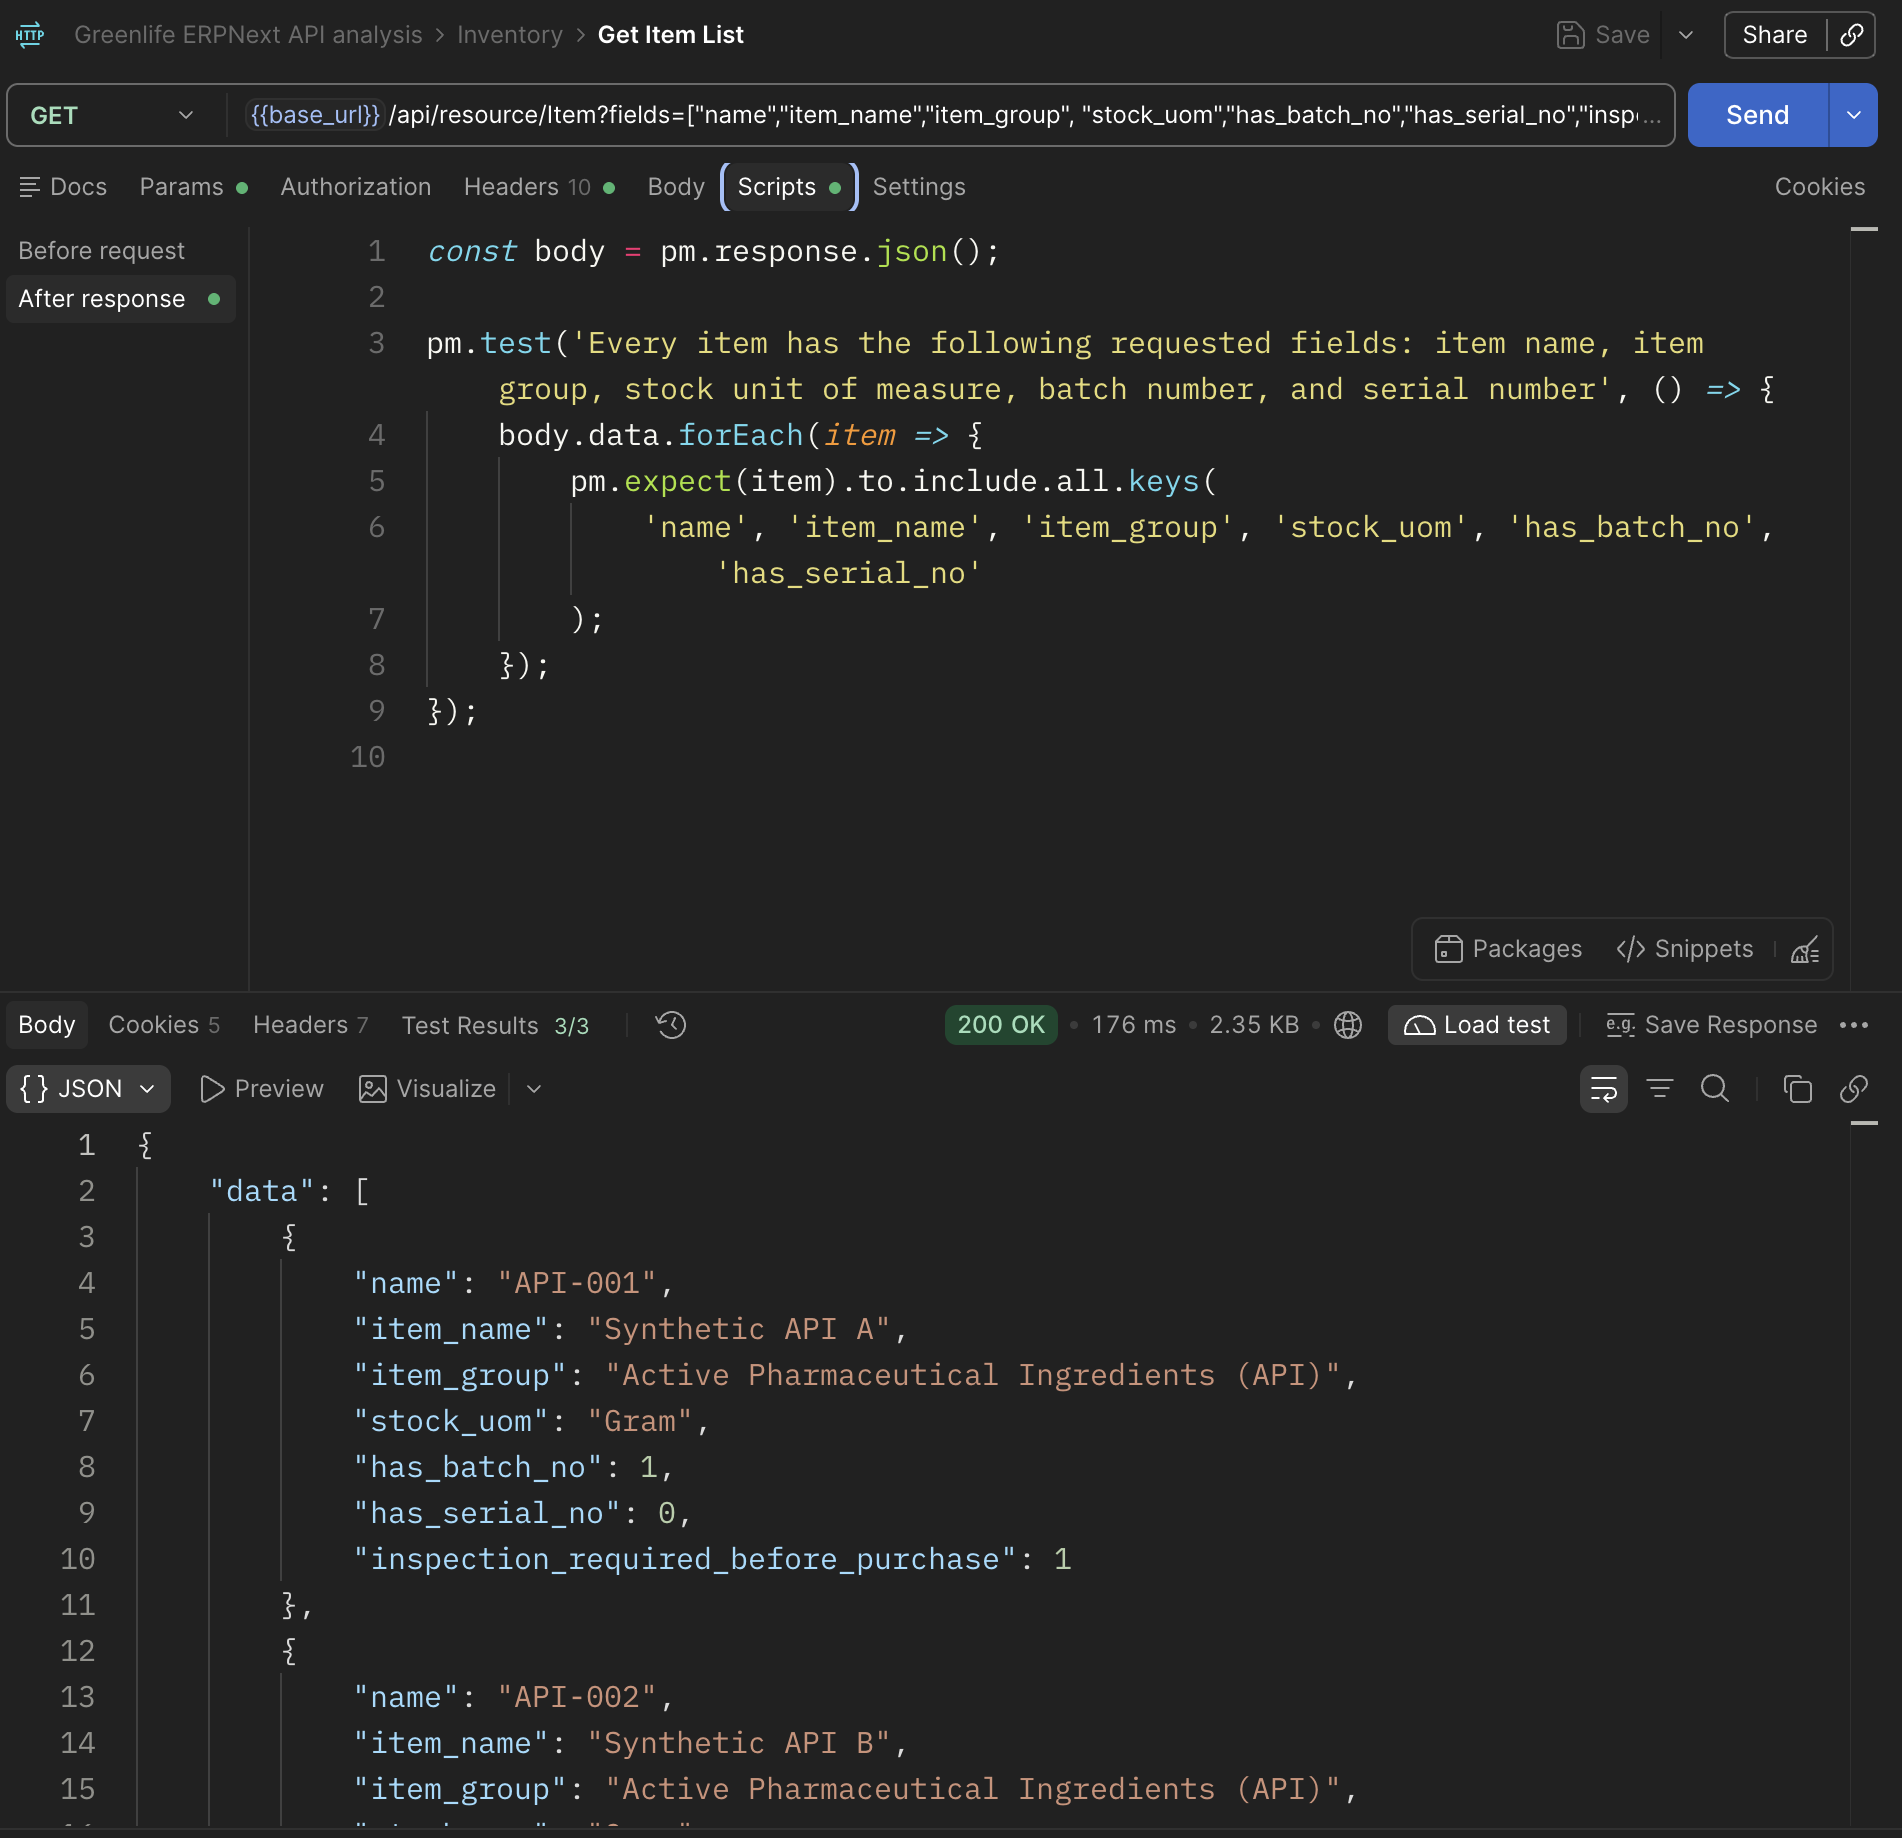 HTTP Greenlife ERPNext API analysis > Inventory > Get Item List Save Share
GET {{base_url}}/api/resource/Item?fields=["name","item_name","item_group", "stock_uom","has_batch_no","has_serial_no","insp... Send
Docs Params Authorization Headers 10 Body Scripts Settings Cookies
Before request
After response
1 const body = pm.response.json();
2
3 pm.test('Every item has the following requested fields: item name, item
group, stock unit of measure, batch number, and serial number', () => {
4 body.data.forEach(item => {
5 pm.expect(item).to.include.all.keys(
6 'name', 'item_name', 'item_group', 'stock_uom', 'has_batch_no',
'has_serial_no'
7 );
8 });
9 });
10
Packages </> Snippets
Body Cookies 5 Headers 7 Test Results 3/3 200 OK • 176 ms • 2.35 KB • Load test e.g. Save Response
{} JSON Preview Visualize
1 {
2 "data": [
3 {
4 "name": "API-001",
5 "item_name": "Synthetic API A",
6 "item_group": "Active Pharmaceutical Ingredients (API)",
7 "stock_uom": "Gram",
8 "has_batch_no": 1,
9 "has_serial_no": 0,
10 "inspection_required_before_purchase": 1
11 },
12 {
13 "name": "API-002",
14 "item_name": "Synthetic API B",
15 "item_group": "Active Pharmaceutical Ingredients (API)",